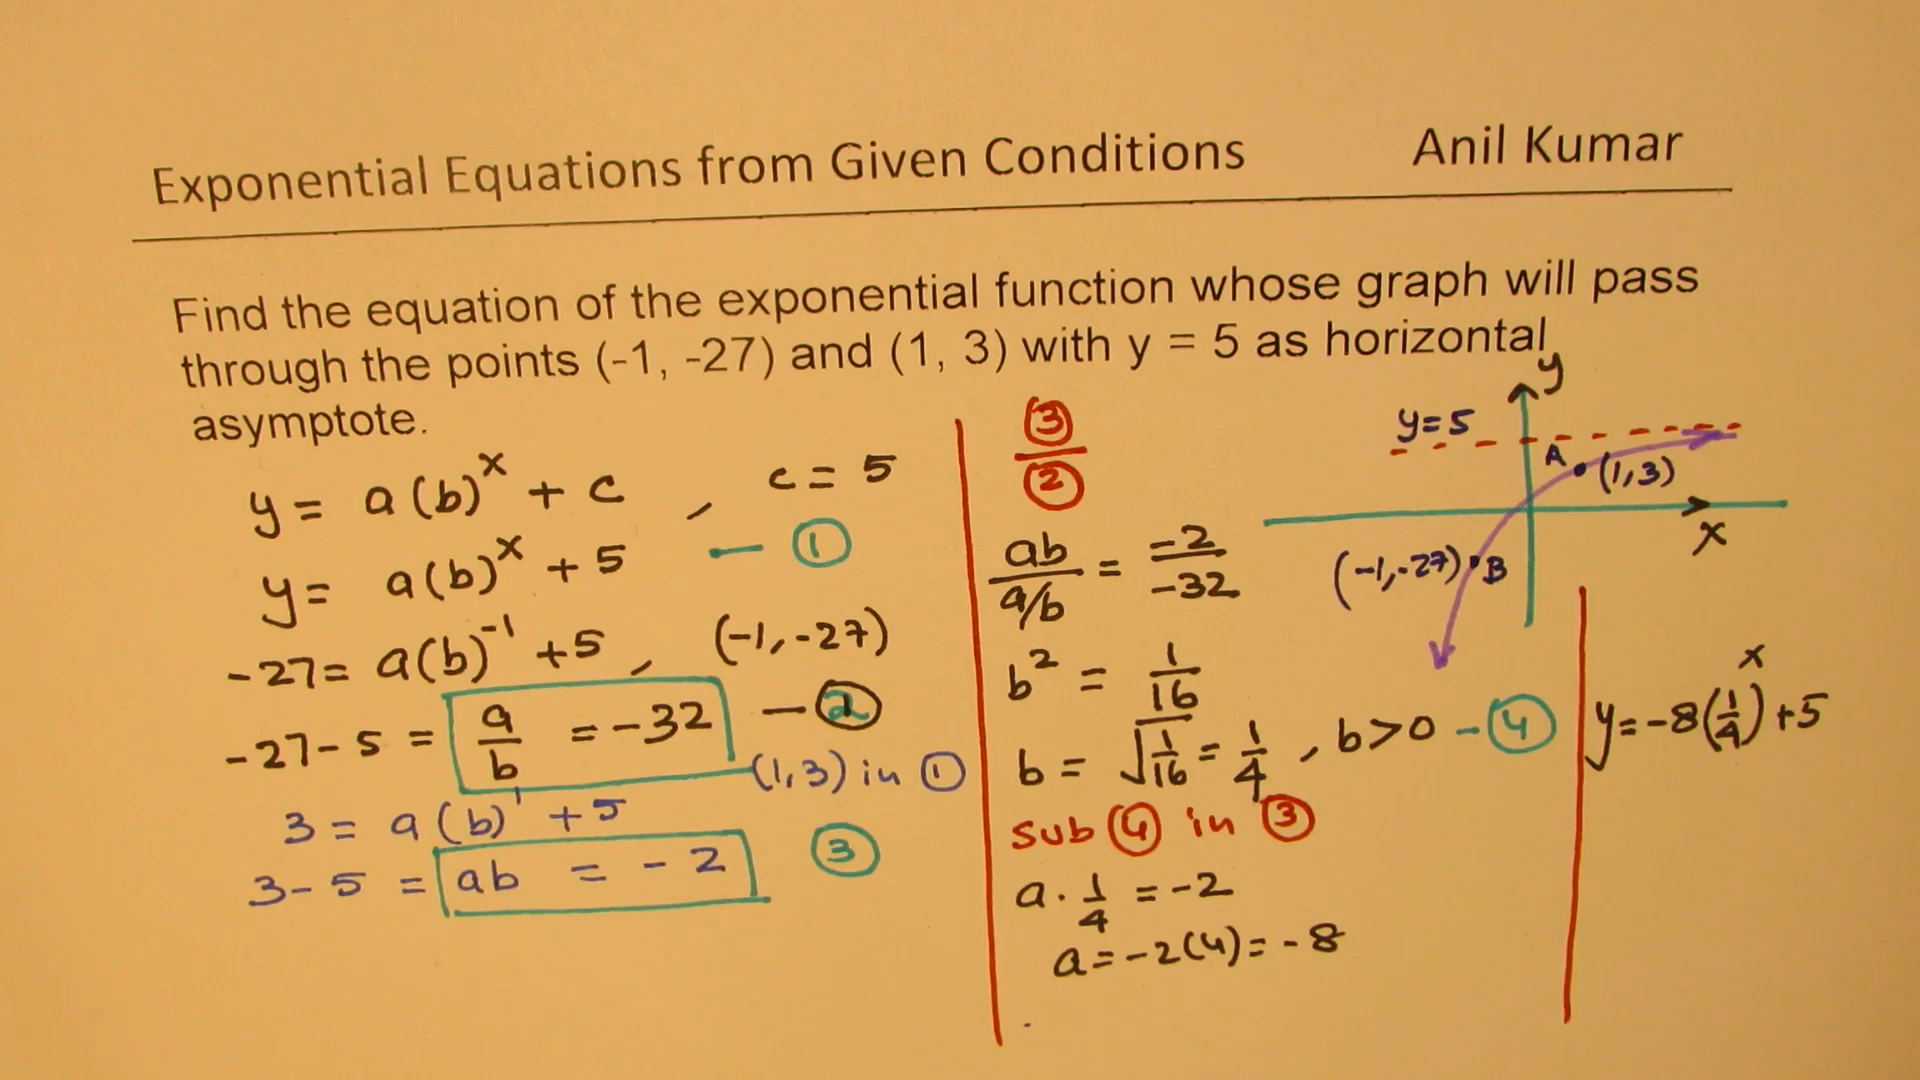 Exponential Equations from Given Conditions Anil Kumar
Find the equation of the exponential function whose graph will pass
through the points (-1, -27) and (1, 3) with y = 5 as horizontal
asymptote.
y = a(b)^x + c , c = 5
y = a(b)^x + 5 — ①
-27 = a(b)^-1 + 5 , (-1, -27)
-27-5 = a/b = -32 — ②
(1,3) in ①
3 = a(b)^1 + 5
3-5 = ab = -2 ③
③/②
ab/(a/b) = -2/-32
b^2 = 1/16
b = √(1/16) = 1/4 , b>0 - ④
Sub ④ in ③
a · 1/4 = -2
a = -2(4) = -8
y
y=5
A (1,3)
x
(-1,-27) B
y = -8(1/4)^x + 5